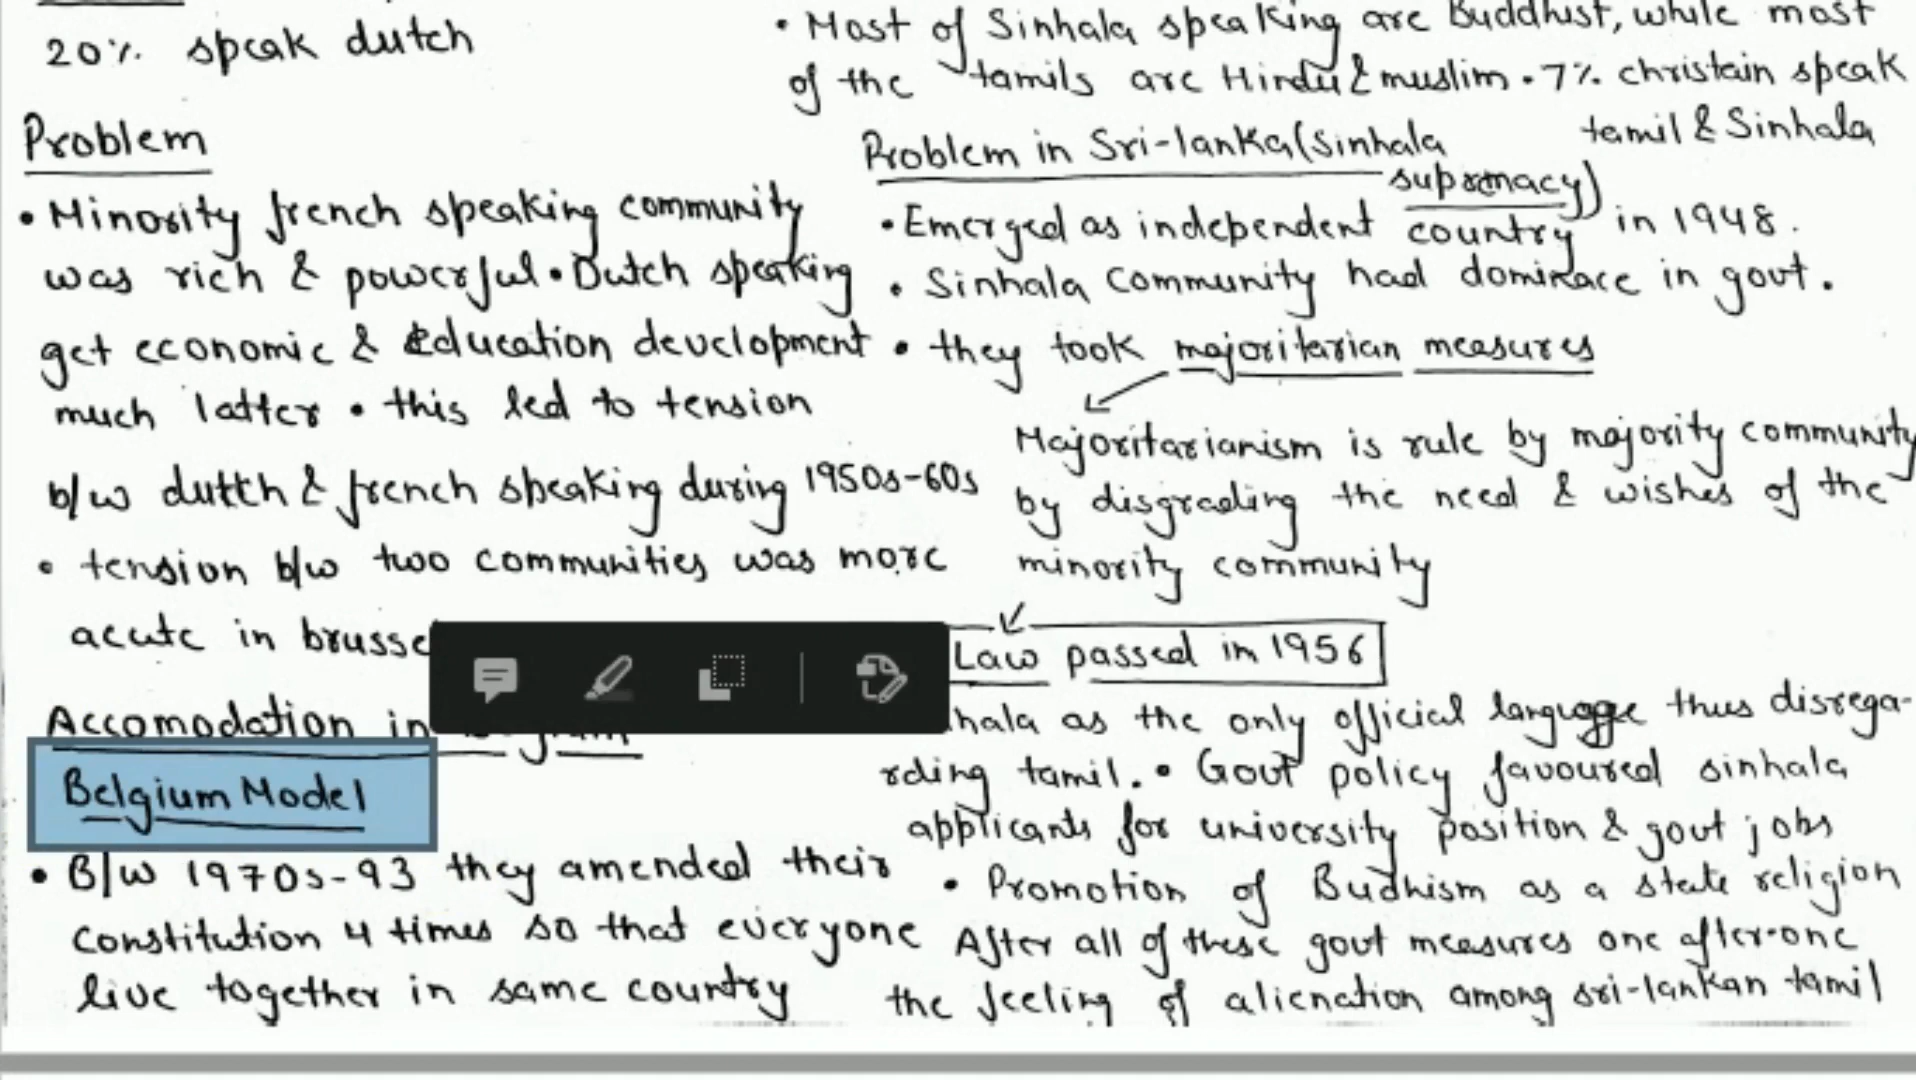 20% speak dutch
Problem
• Minority french speaking community
was rich & powerful • Dutch speaking
get economic & education development
much latter • this led to tension
b/w dutch & french speaking during 1950s-60s
• tension b/w two communities was more
acute in brusse
Accomodation in
Belgium Model
• B/W 1970s-93 they amended their
constitution 4 times so that everyone
live together in same country
• Most of Sinhala speaking are Buddhist, while most
of the tamils are Hindu & muslim • 7% christain speak
tamil & Sinhala
Problem in Sri-lanka (Sinhala
supremacy)
• Emerged as independent country in 1948.
• Sinhala community had dominace in govt.
• they took majoritarian measures
Majoritarianism is rule by majority community
by disgrading the need & wishes of the
minority community
Law passed in 1956
hala as the only official language thus disrega-
rding tamil. • Govt policy favoured sinhala
applicants for university position & govt jobs
• Promotion of Budhism as a state religion
After all of these govt measures one after-one
the feeling of alienation among sri-lankan tamil